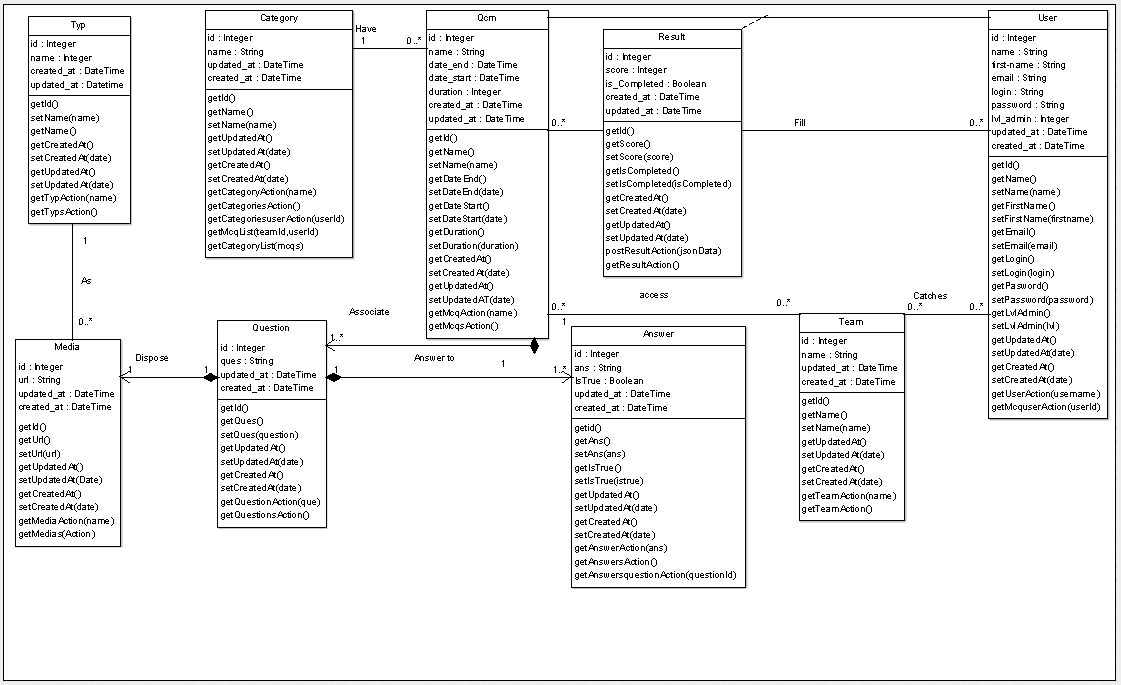 Typ
id : Integer
name : Integer
created_at : DateTime
updated_at : Datetime
getId()
setName(name)
getName()
getCreatedAt()
setCreatedAt(date)
getUpdatedAt()
setUpdatedAt(date)
getTypAction(name)
getTypsAction()
Category
id : Integer
name : String
updated_at : DateTime
created_at : DateTime
getId()
getName()
setName(name)
getUpdatedAt()
setUpdatedAt(date)
getCreatedAt()
setCreatedAt(date)
getCategoryAction(name)
getCategoriesAction()
getCategoriesuserAction(userId)
getMcqList(teamId,userId)
getCategoryList(mcqs)
Have
1
0..*
Qcm
id : Integer
name : String
date_end : DateTime
date_start : DateTime
duration : Integer
created_at : DateTime
updated_at : DateTime
getId()
getName()
setName(name)
getDateEnd()
setDateEnd(date)
getDateStart()
setDateStart(date)
getDuration()
setDuration(duration)
getCreatedAt()
setCreatedAt(date)
getUpdatedAt()
setUpdatedAT(date)
getMcqAction(name)
getMcqsAction()
Result
id : Integer
score : Integer
is_Completed : Boolean
created_at : DateTime
updated_at : DateTime
getId()
getScore()
setScore(score)
getIsCompleted()
setIsCompleted(isCompleted)
getCreatedAt()
setCreatedAt(date)
getUpdatedAt()
setUpdatedAt(date)
postResultAction(jsonData)
getResultAction()
0..*
Fill
0..*
User
id : Integer
name : String
first-name : String
email : String
login : String
password : String
lvl_admin : Integer
updated_at : DateTime
created_at : DateTime
getId()
getName()
setName(name)
getFirstName()
setFirstName(firstname)
getEmail()
setEmail(email)
getLogin()
setLogin(login)
getPasword()
setPassword(password)
getLvlAdmin()
setLvlAdmin(lvl)
getUpdatedAt()
setUpdatedAt(date)
getCreatedAt()
setCreatedAt(date)
getUserAction(username)
getMcquserAction(userId)
1
As
0..*
0..*
access
0..*
Catches
0..*
0..*
1
Associate
1..*
Media
id : Integer
url : String
updated_at : DateTime
created_at : DateTime
getId()
getUrl()
setUrl(url)
getUpdatedAt()
setUpdatedAt(Date)
getCreatedAt()
setCreatedAt(date)
getMediaAction(name)
getMedias(Action)
Dispose
1
1
Question
id : Integer
ques : String
updated_at : DateTime
created_at : DateTime
getId()
getQues()
setQues(question)
getUpdatedAt()
setUpdatedAt(date)
getCreatedAt()
setCreatedAt(date)
getQuestionAction(que)
getQuestionsAction()
Answer to
1
1
1..*
Answer
id : Integer
ans : String
IsTrue : Boolean
updated_at : DateTime
created_at : DateTime
getid()
getAns()
setAns(ans)
getIsTrue()
setIsTrue(istrue)
getUpdatedAt()
setUpdatedAt(date)
getCreatedAt()
setCreatedAt(date)
getAnswerAction(ans)
getAnswersAction()
getAnswersquestionAction(questionId)
Team
id : Integer
name : String
updated_at : DateTime
created_at : DateTime
getId()
getName()
setName(name)
getUpdatedAt()
setUpdatedAt(date)
getCreatedAt()
setCreatedAt(date)
getTeamAction(name)
getTeamAction()